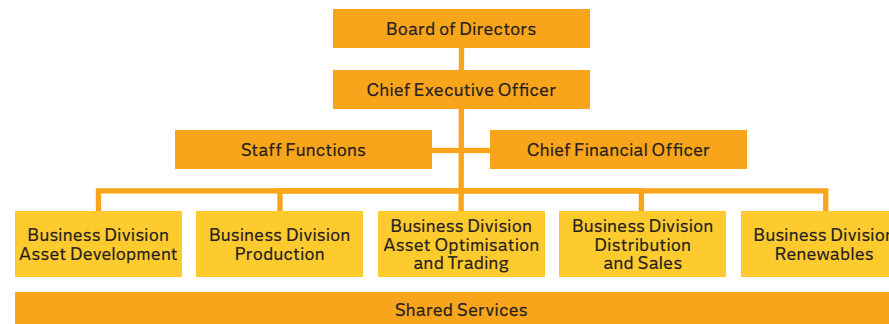 Board of Directors
Chief Executive Officer
Staff Functions
Chief Financial Officer
Business Division
Asset Development
Business Division
Production
Business Division
Asset Optimisation
and Trading
Business Division
Distribution
and Sales
Business Division
Renewables
Shared Services